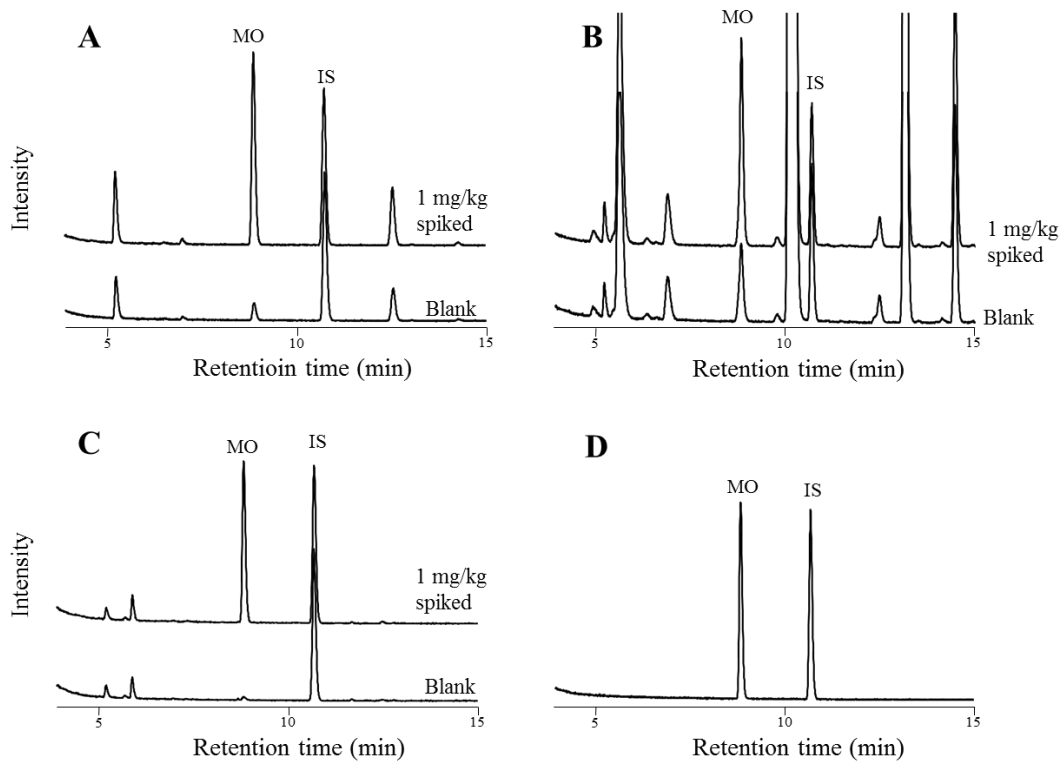 A
MO
IS
Intensity
1 mg/kg
spiked
Blank
5
10
15
Retentioin time (min)
B
MO
IS
1 mg/kg
spiked
Blank
5
10
15
Retention time (min)
C
MO
IS
Intensity
1 mg/kg
spiked
Blank
5
10
15
Retention time (min)
D
MO
IS
5
10
15
Retention time (min)